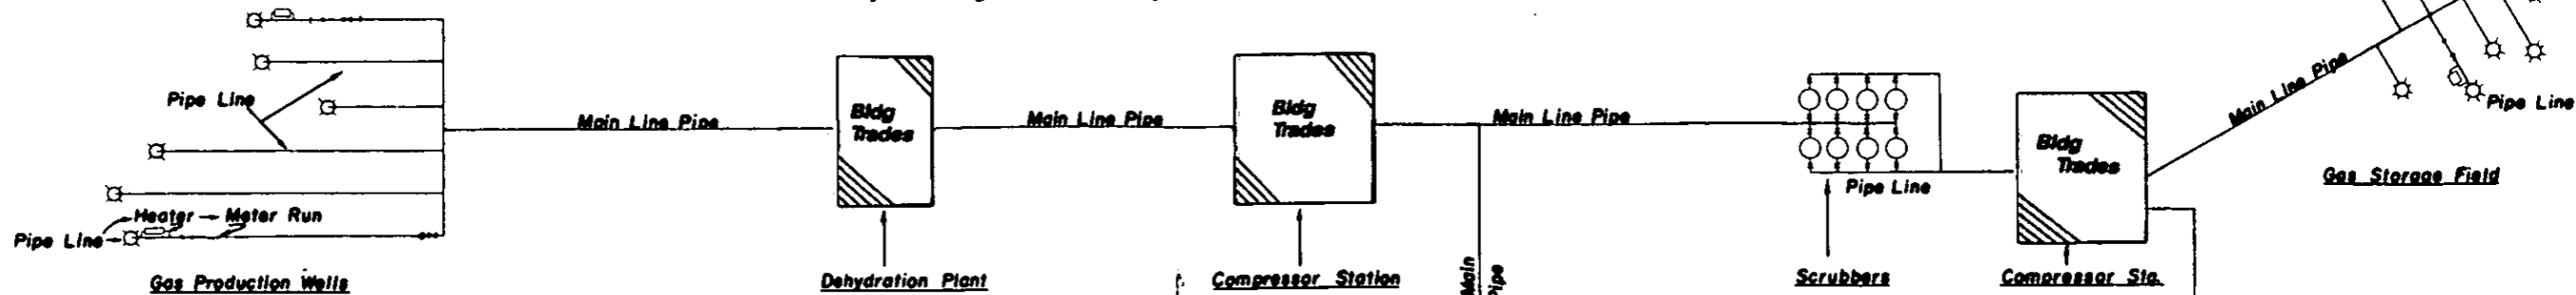 Pipe Line
Heater — Meter Run
Pipe Line
Gas Production Wells
Main Line Pipe
Bldg
Trades
Dehydration Plant
Main Line Pipe
Bldg
Trades
Compressor Station
Main Line Pipe
Main
Pipe
Pipe Line
Scrubbers
Bldg
Trades
Compressor Sta.
Main Line Pipe
Pipe Line
Gas Storage Field